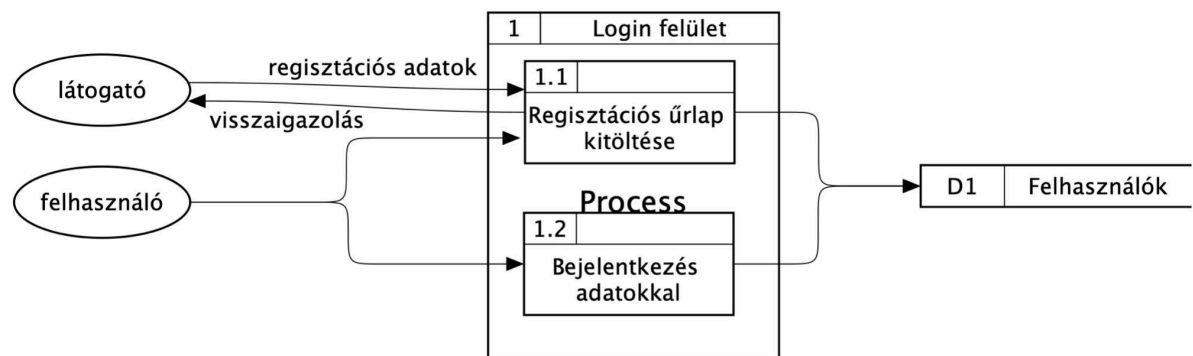 1 Login felület
regisztációs adatok
1.1
látogató
Regisztációs űrlap
kitöltése
visszaigazolás
felhasználó
D1 Felhasználók
Process
1.2
Bejelentkezés
adatokkal